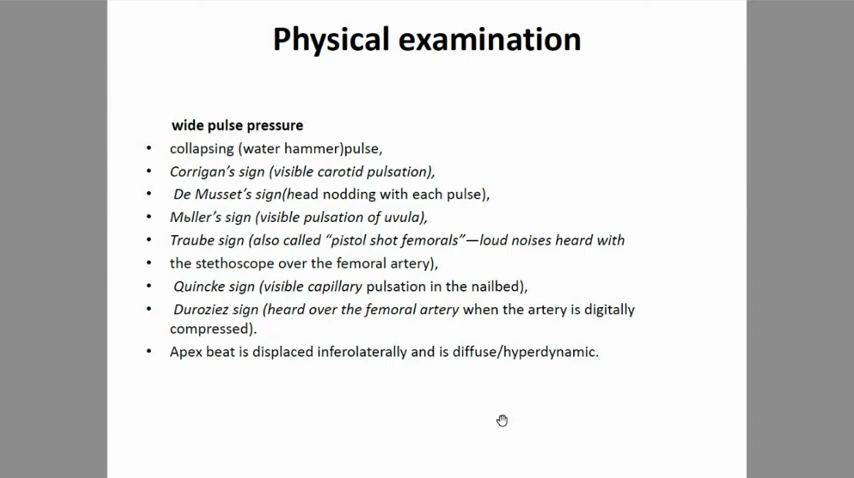 Physical examination
wide pulse pressure
• collapsing (water hammer)pulse,
• Corrigan’s sign (visible carotid pulsation),
• De Musset’s sign(head nodding with each pulse),
• Mьller’s sign (visible pulsation of uvula),
• Traube sign (also called “pistol shot femorals”—loud noises heard with
• the stethoscope over the femoral artery),
• Quincke sign (visible capillary pulsation in the nailbed),
• Duroziez sign (heard over the femoral artery when the artery is digitally
compressed).
• Apex beat is displaced inferolaterally and is diffuse/hyperdynamic.